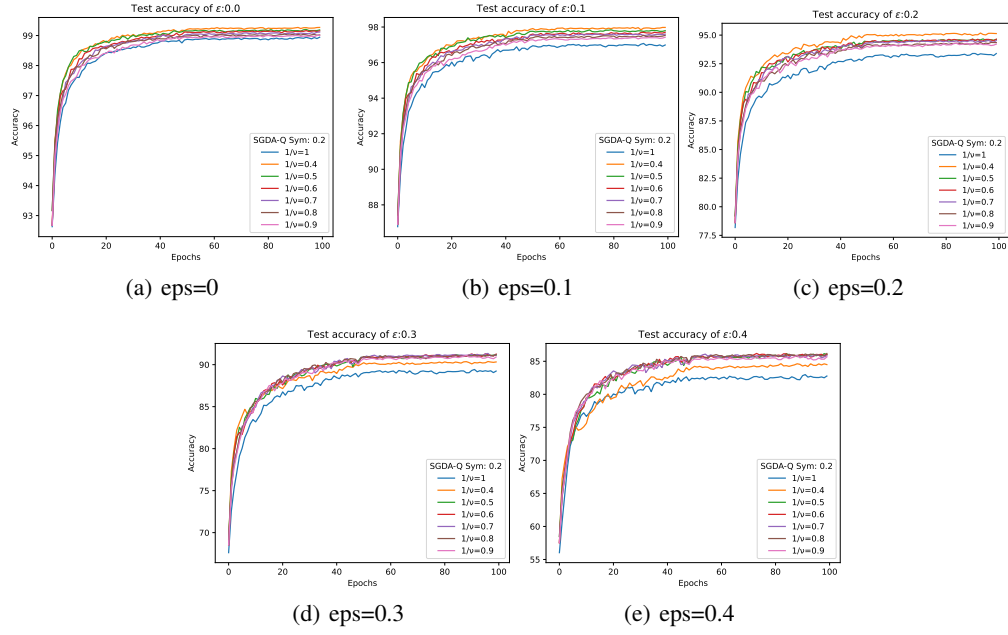 Test accuracy of ε:0.0
Accuracy
99
98
97
96
95
94
93
SGDA-Q Sym: 0.2
1/ν=1
1/ν=0.4
1/ν=0.5
1/ν=0.6
1/ν=0.7
1/ν=0.8
1/ν=0.9
0 20 40 60 80 100
Epochs
(a) eps=0
Test accuracy of ε:0.1
Accuracy
98
96
94
92
90
88
SGDA-Q Sym: 0.2
1/ν=1
1/ν=0.4
1/ν=0.5
1/ν=0.6
1/ν=0.7
1/ν=0.8
1/ν=0.9
0 20 40 60 80 100
Epochs
(b) eps=0.1
Test accuracy of ε:0.2
Accuracy
95.0
92.5
90.0
87.5
85.0
82.5
80.0
77.5
SGDA-Q Sym: 0.2
1/ν=1
1/ν=0.4
1/ν=0.5
1/ν=0.6
1/ν=0.7
1/ν=0.8
1/ν=0.9
0 20 40 60 80 100
Epochs
(c) eps=0.2
Test accuracy of ε:0.3
Accuracy
90
85
80
75
70
SGDA-Q Sym: 0.2
1/ν=1
1/ν=0.4
1/ν=0.5
1/ν=0.6
1/ν=0.7
1/ν=0.8
1/ν=0.9
0 20 40 60 80 100
Epochs
(d) eps=0.3
Test accuracy of ε:0.4
Accuracy
85
80
75
70
65
60
55
SGDA-Q Sym: 0.2
1/ν=1
1/ν=0.4
1/ν=0.5
1/ν=0.6
1/ν=0.7
1/ν=0.8
1/ν=0.9
0 20 40 60 80 100
Epochs
(e) eps=0.4